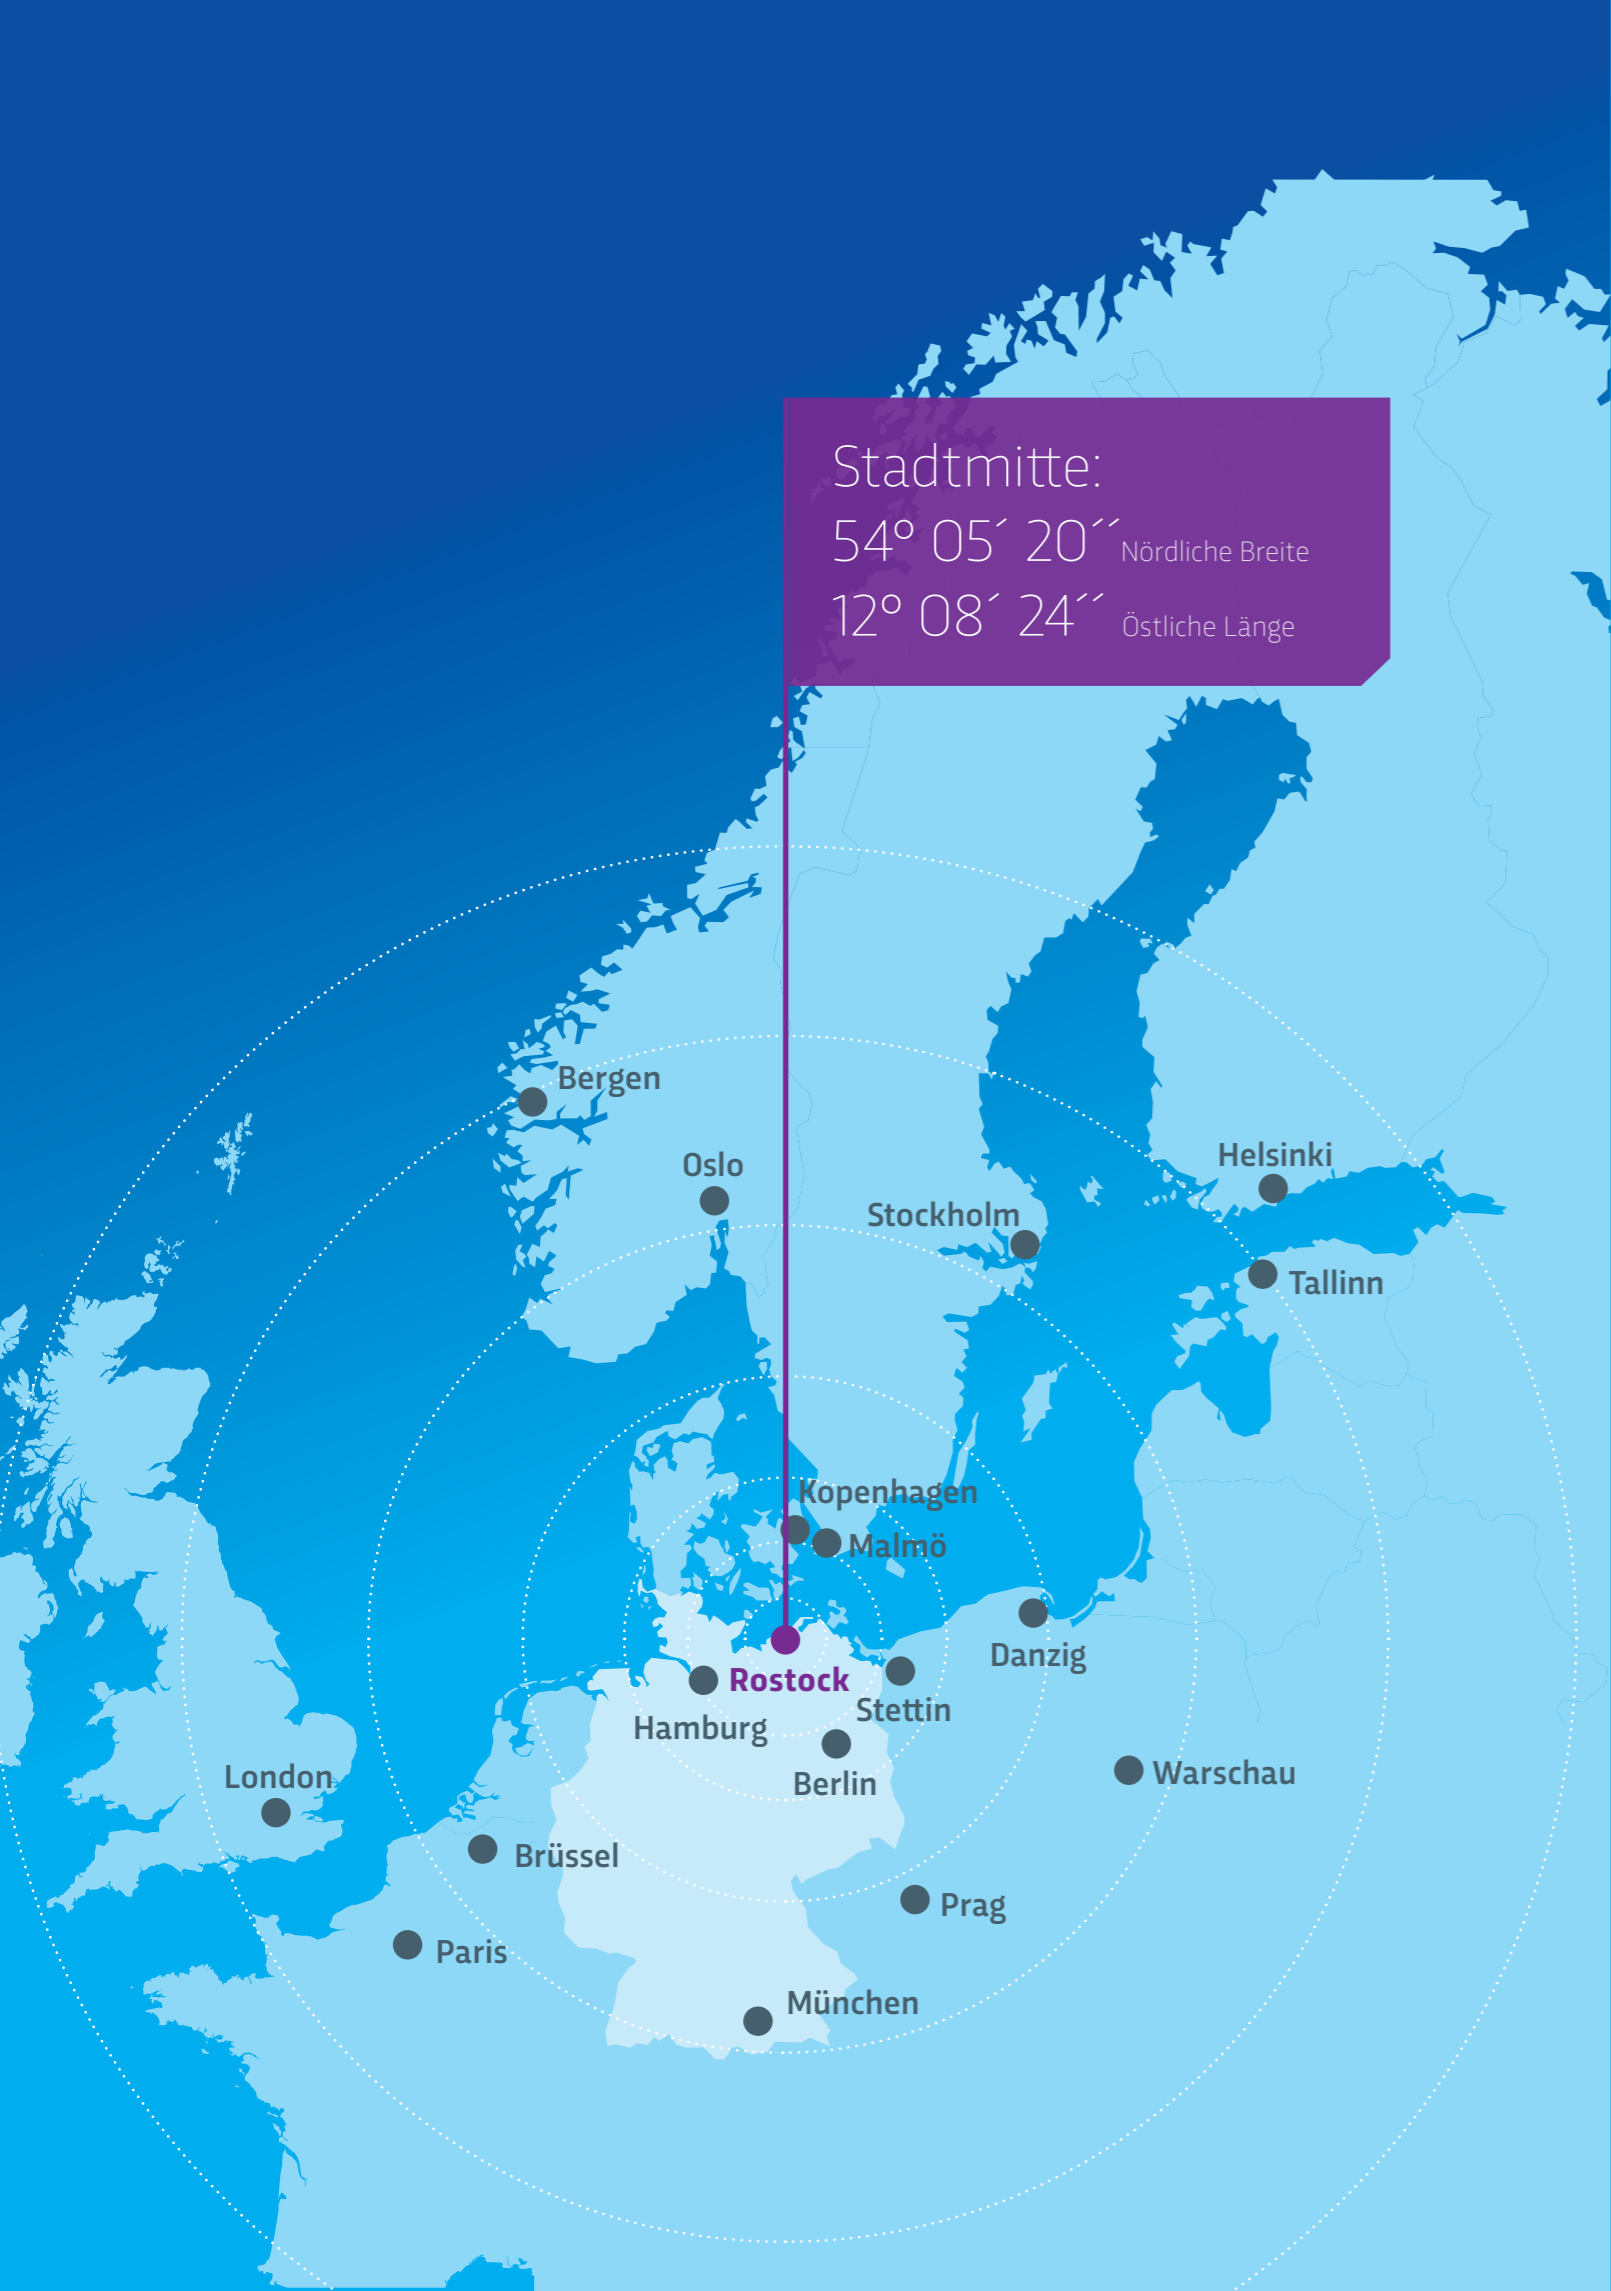 Stadtmitte:
54° 05´ 20´´ Nördliche Breite
12° 08´ 24´´ Östliche Länge
Bergen
Oslo
Helsinki
Stockholm
Tallinn
Kopenhagen
Malmö
Danzig
Rostock
Stettin
Hamburg
Berlin
Warschau
London
Brüssel
Prag
Paris
München